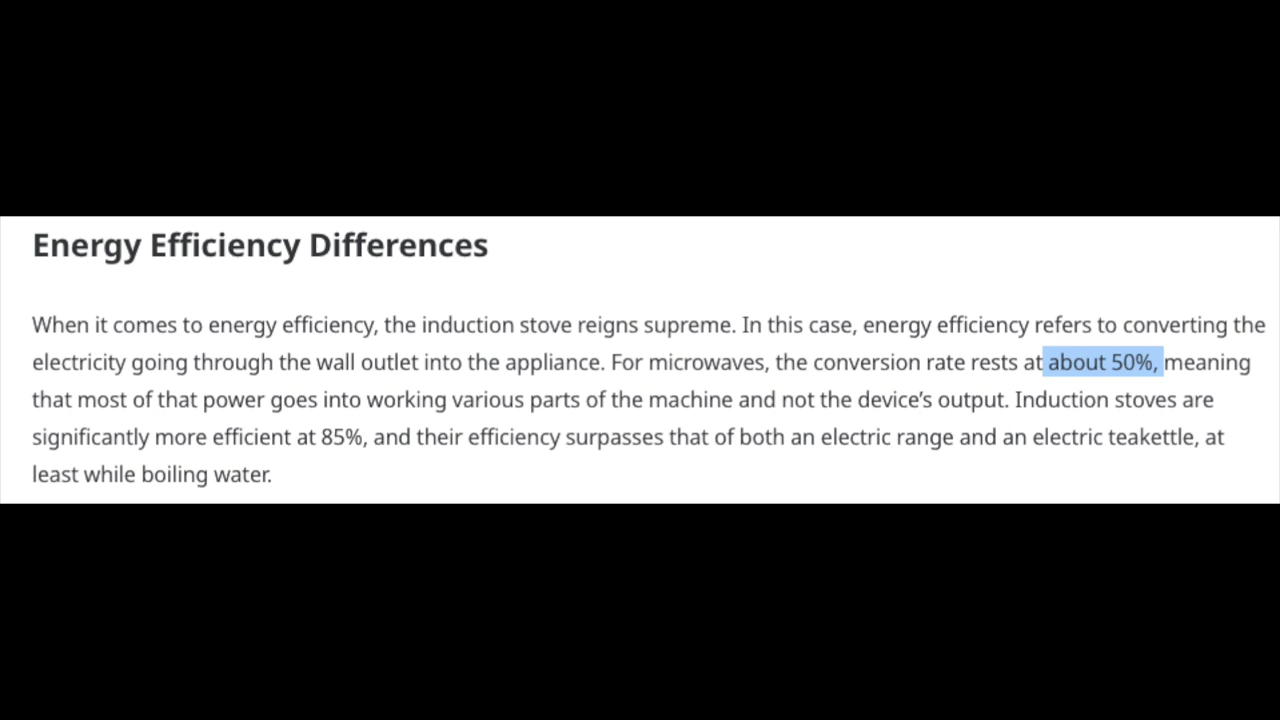 Energy Efficiency Differences
When it comes to energy efficiency, the induction stove reigns supreme. In this case, energy efficiency refers to converting the
electricity going through the wall outlet into the appliance. For microwaves, the conversion rate rests at about 50%, meaning
that most of that power goes into working various parts of the machine and not the device’s output. Induction stoves are
significantly more efficient at 85%, and their efficiency surpasses that of both an electric range and an electric teakettle, at
least while boiling water.